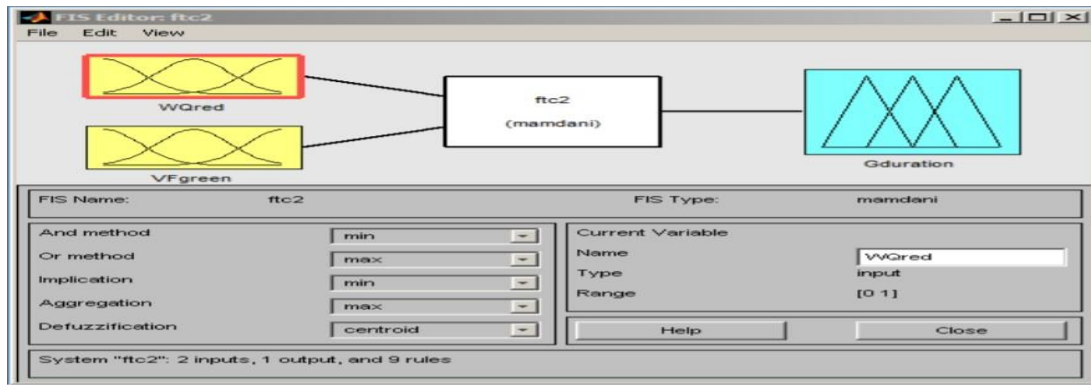 FIS Editor: ftc2
File Edit View
WQred
VFgreen
ftc2
(mamdani)
Gduration
FIS Name: ftc2 FIS Type: mamdani
And method min
Or method max
Implication min
Aggregation max
Defuzzification centroid
Current Variable
Name WQred
Type input
Range [0 1]
Help Close
System "ftc2": 2 inputs, 1 output, and 9 rules